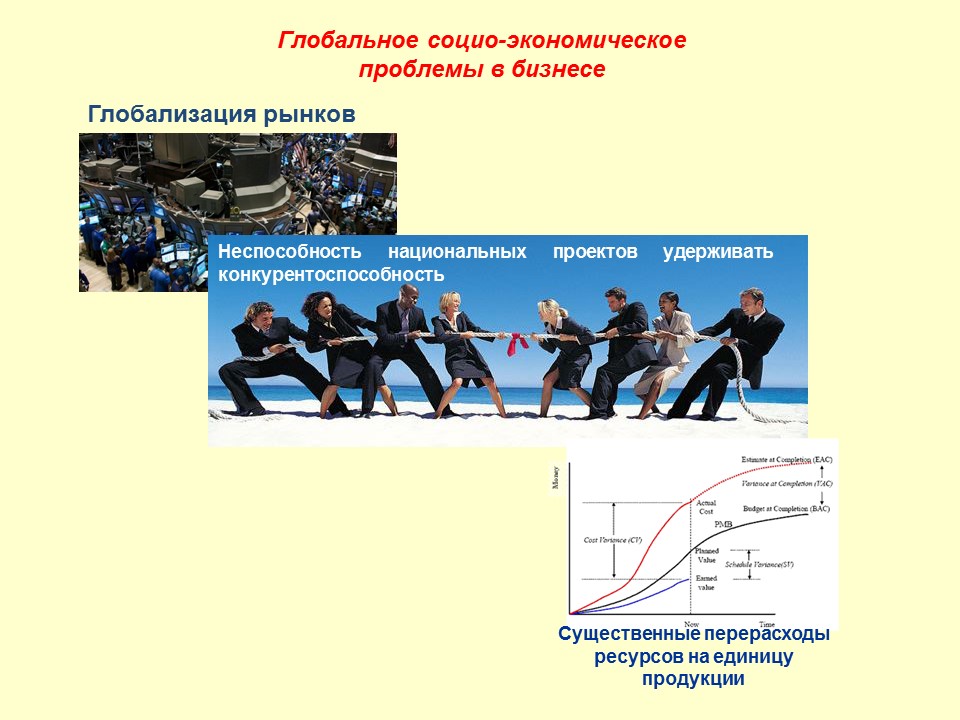 Глобальное социо-экономическое
проблемы в бизнесе
Глобализация рынков
Неспособность национальных проектов удерживать
конкурентоспособность
Money
Estimate at Completion (EAC)
Variance at Completion (VAC)
Actual
Cost
Budget at Completion (BAC)
PMB
Cost Variance (CV)
Planned
Value
Schedule Variance(SV)
Earned
value
Now
Time
Существенные перерасходы
ресурсов на единицу
продукции